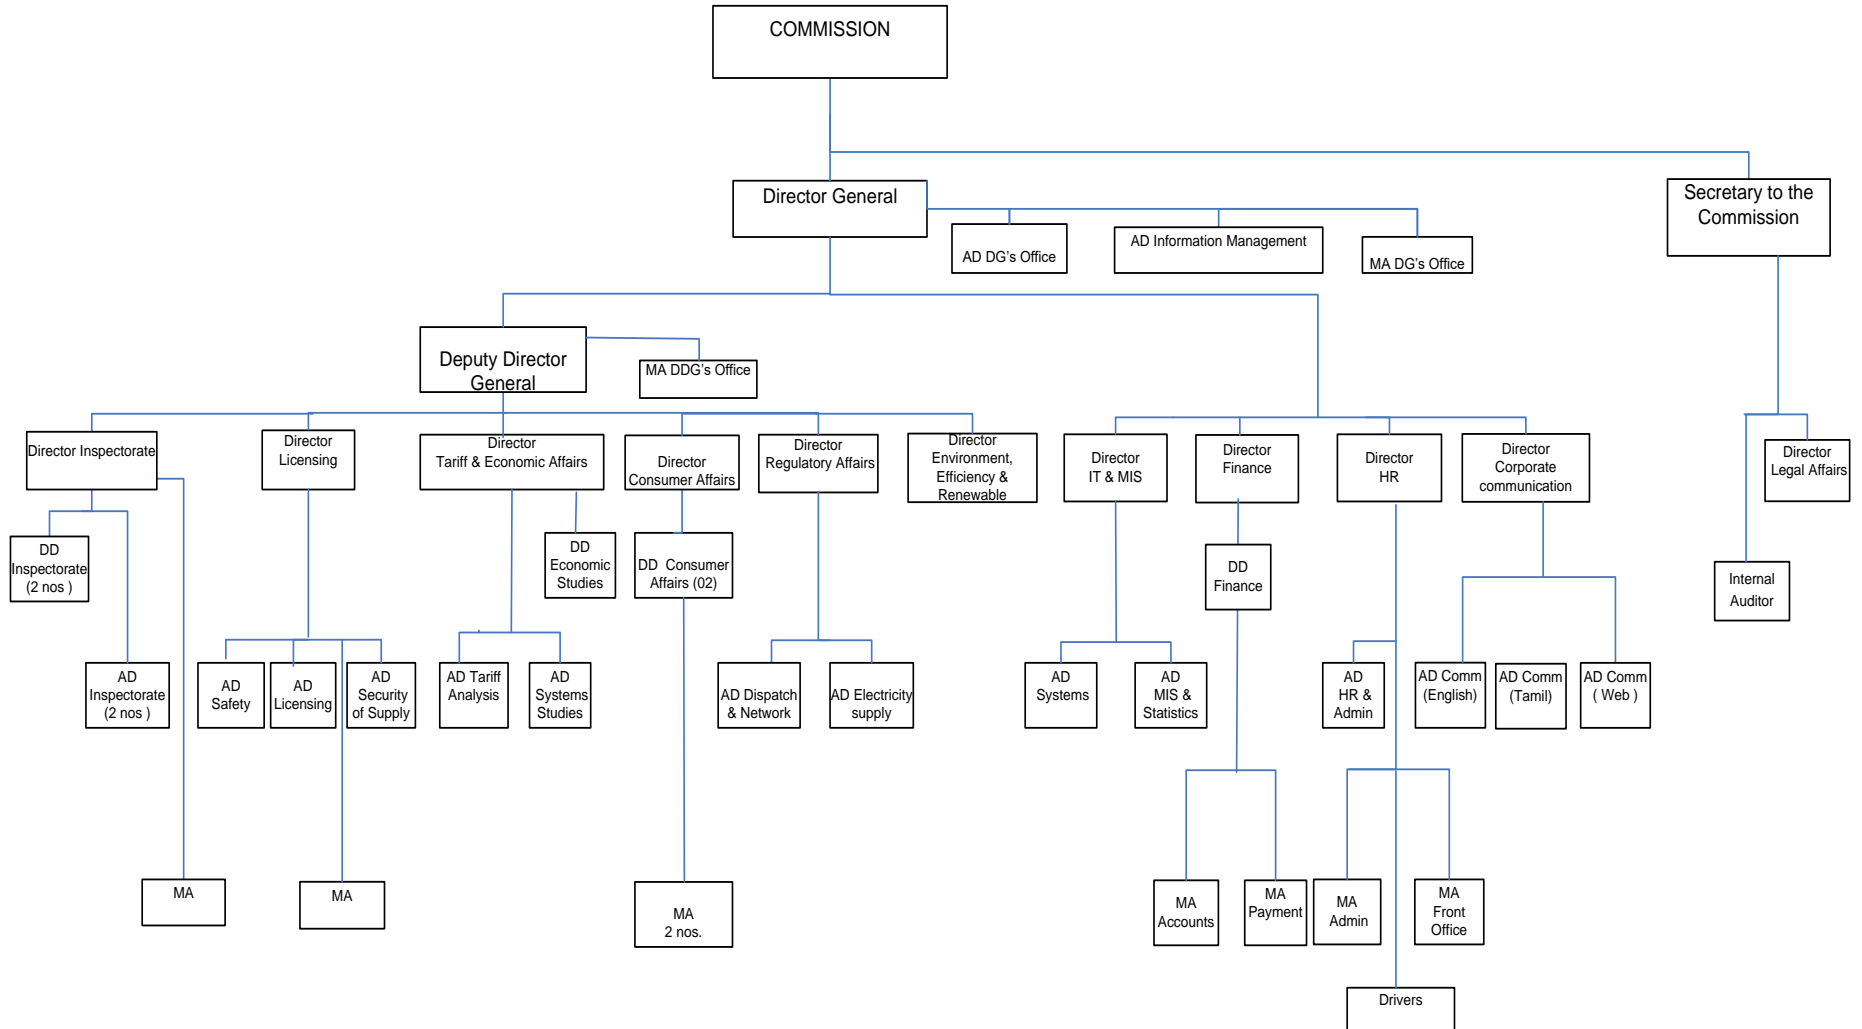 COMMISSION
Director General
Secretary to the
Commission
AD DG’s Office
AD Information Management
MA DG’s Office
Deputy Director
General
MA DDG’s Office
Director Inspectorate
Director
Licensing
Director
Tariff & Economic Affairs
Director
Consumer Affairs
Director
Regulatory Affairs
Director
Environment,
Efficiency &
Renewable
Director
IT & MIS
Director
Finance
Director
HR
Director
Corporate
communication
Director
Legal Affairs
DD
Inspectorate
(2 nos )
DD
Economic
Studies
DD  Consumer
Affairs (02)
DD
Finance
Internal
Auditor
AD
Inspectorate
(2 nos )
AD
Safety
AD
Licensing
AD
Security
of Supply
AD Tariff
Analysis
AD
Systems
Studies
AD Dispatch
& Network
AD Electricity
supply
AD
Systems
AD
MIS &
Statistics
AD
HR &
Admin
AD Comm
(English)
AD Comm
(Tamil)
AD Comm
( Web )
MA
MA
MA
2 nos.
MA
Accounts
MA
Payment
MA
Admin
MA
Front
Office
Drivers